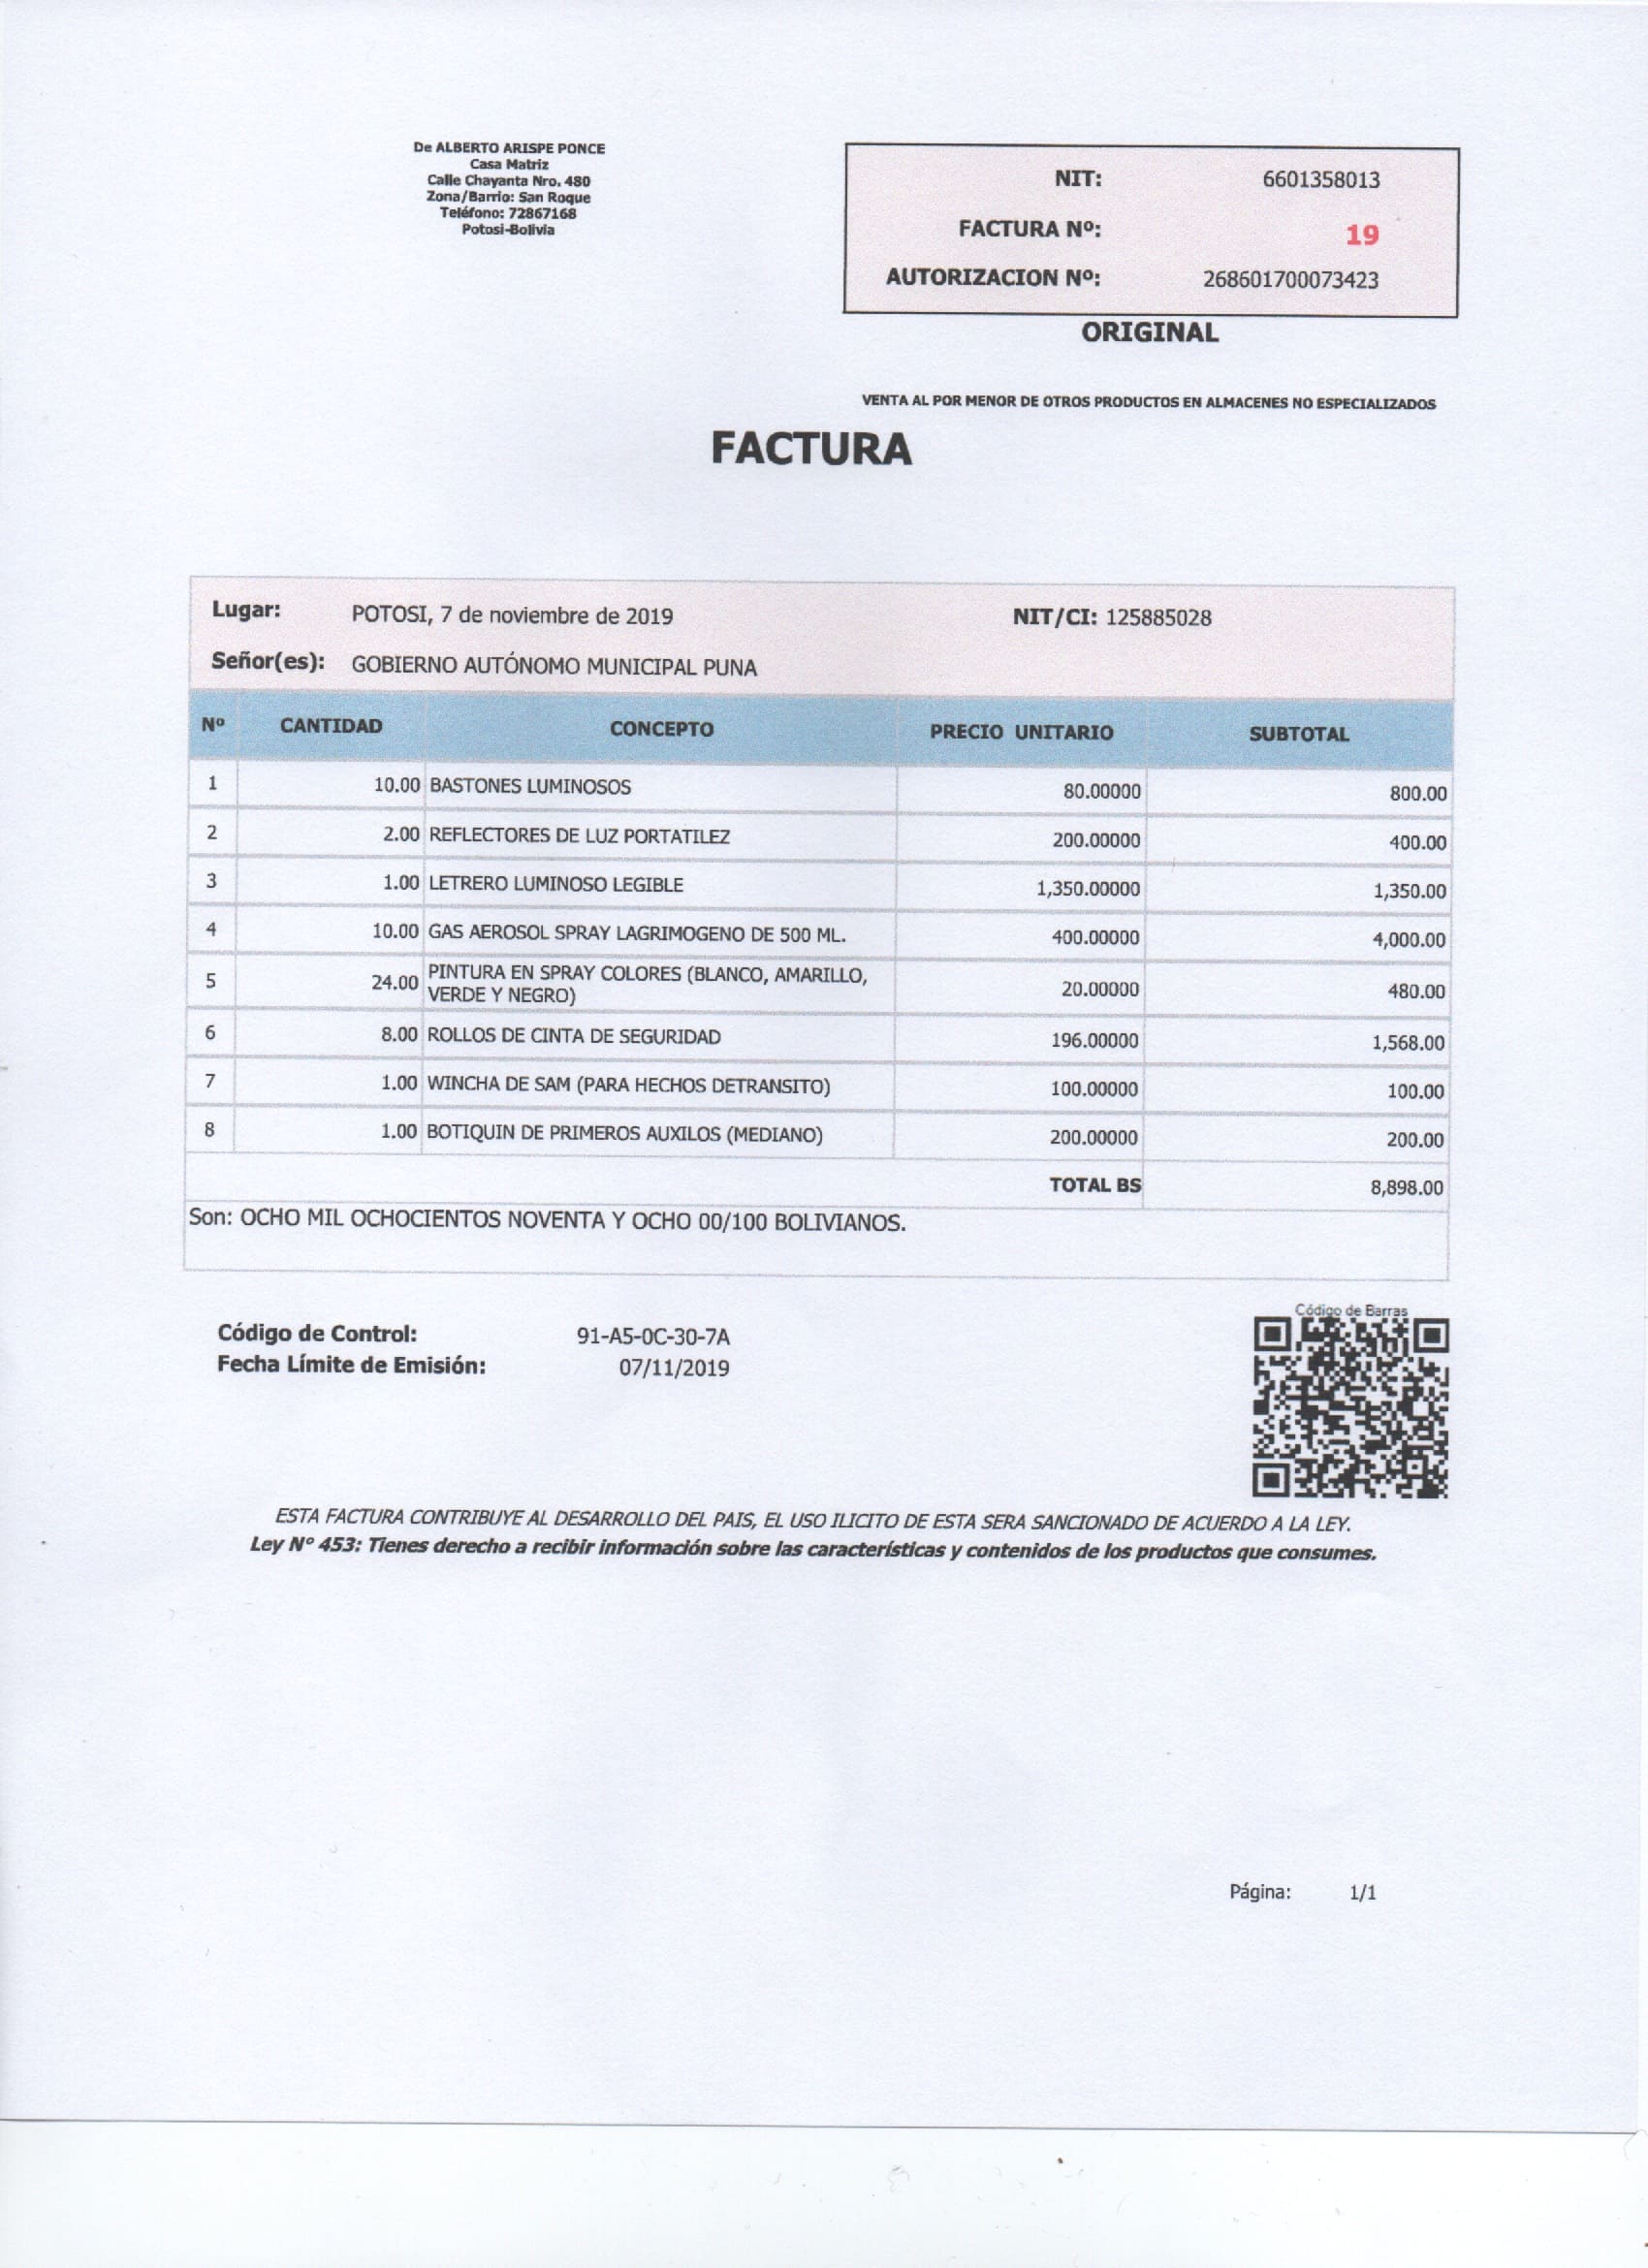 De ALBERTO ARISPE PONCE
Casa Matriz
Calle Chayanta Nro. 480
Zona/Barrio: San Roque
Teléfono: 72867168
Potosi-Bolivia
NIT: 6601358013
FACTURA Nº: 19
AUTORIZACION Nº: 268601700073423
ORIGINAL
VENTA AL POR MENOR DE OTROS PRODUCTOS EN ALMACENES NO ESPECIALIZADOS
FACTURA
Lugar: POTOSI, 7 de noviembre de 2019 NIT/CI: 125885028
Señor(es): GOBIERNO AUTÓNOMO MUNICIPAL PUNA
Nº CANTIDAD CONCEPTO PRECIO UNITARIO SUBTOTAL
1 10.00 BASTONES LUMINOSOS 80.00000 800.00
2 2.00 REFLECTORES DE LUZ PORTATILEZ 200.00000 400.00
3 1.00 LETRERO LUMINOSO LEGIBLE 1,350.00000 1,350.00
4 10.00 GAS AEROSOL SPRAY LAGRIMOGENO DE 500 ML. 400.00000 4,000.00
5 24.00 PINTURA EN SPRAY COLORES (BLANCO, AMARILLO, 20.00000 480.00
VERDE Y NEGRO)
6 8.00 ROLLOS DE CINTA DE SEGURIDAD 196.00000 1,568.00
7 1.00 WINCHA DE SAM (PARA HECHOS DETRANSITO) 100.00000 100.00
8 1.00 BOTIQUIN DE PRIMEROS AUXILOS (MEDIANO) 200.00000 200.00
TOTAL BS 8,898.00
Son: OCHO MIL OCHOCIENTOS NOVENTA Y OCHO 00/100 BOLIVIANOS.
Código de Barras
Código de Control: 91-A5-0C-30-7A
Fecha Límite de Emisión: 07/11/2019
ESTA FACTURA CONTRIBUYE AL DESARROLLO DEL PAIS, EL USO ILICITO DE ESTA SERA SANCIONADO DE ACUERDO A LA LEY.
Ley Nº 453: Tienes derecho a recibir información sobre las características y contenidos de los productos que consumes.
Página: 1/1